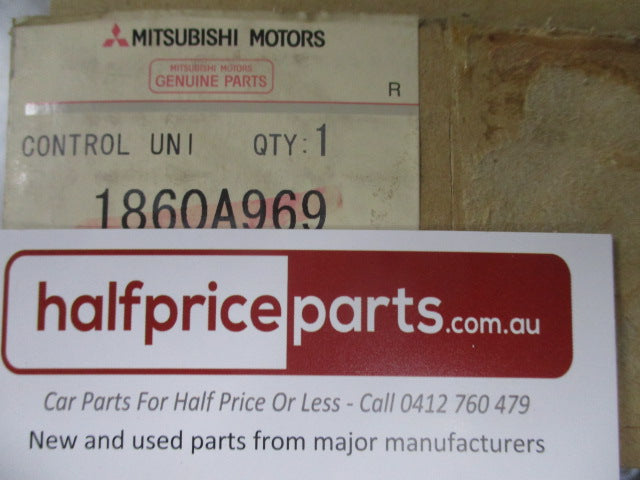 MITSUBISHI MOTORS
MITSUBISHI MOTORS
GENUINE PARTS
R
CONTROL UNI QTY:1
1860A969
halfpriceparts.com.au
Car Parts For Half Price Or Less - Call 0412 760 479
New and used parts from major manufacturers